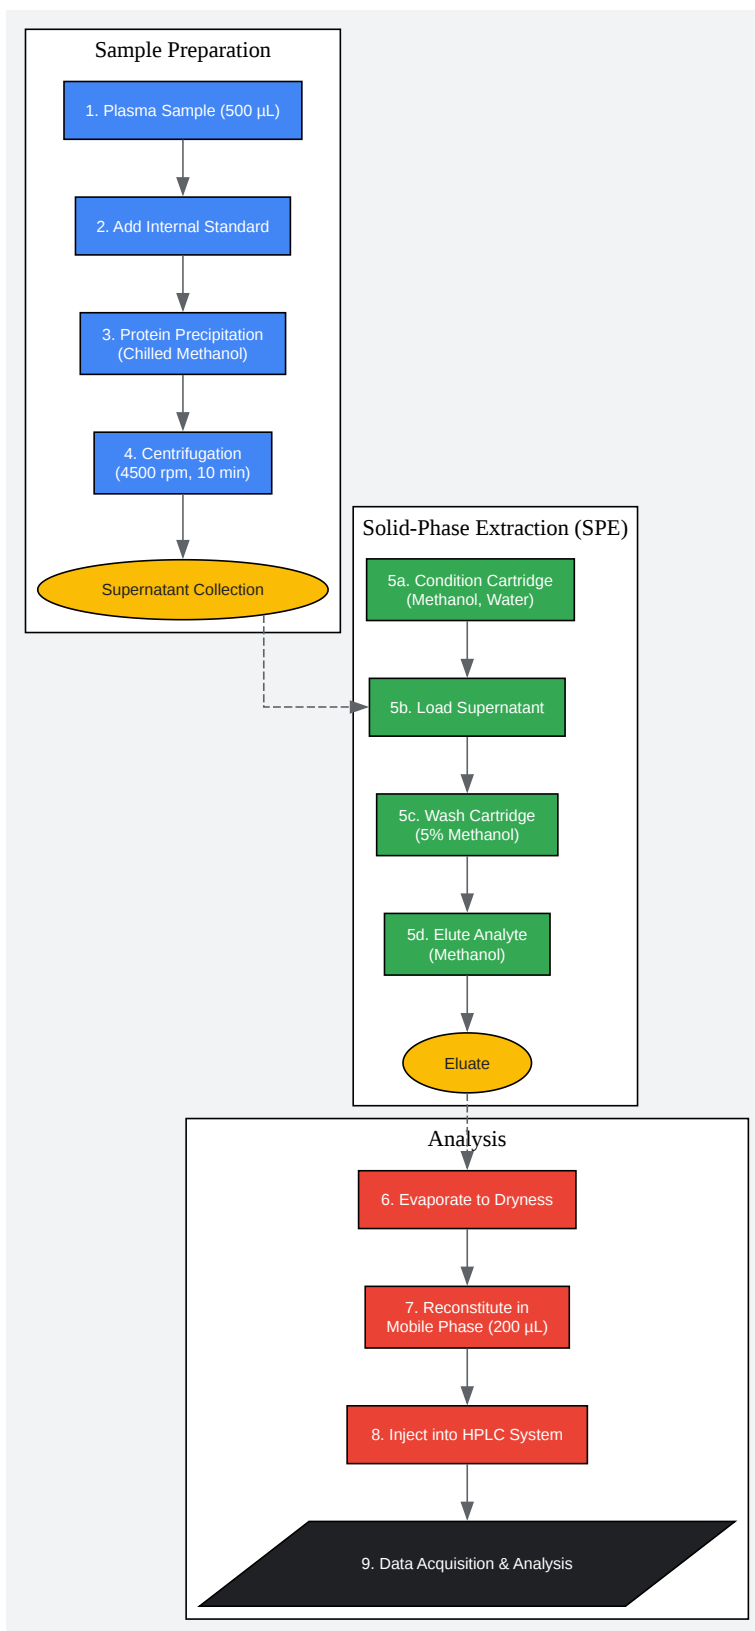 Sample Preparation
1. Plasma Sample (500 µL)
2. Add Internal Standard
3. Protein Precipitation
(Chilled Methanol)
4. Centrifugation
(4500 rpm, 10 min)
Supernatant Collection
Solid-Phase Extraction (SPE)
5a. Condition Cartridge
(Methanol, Water)
5b. Load Supernatant
5c. Wash Cartridge
(5% Methanol)
5d. Elute Analyte
(Methanol)
Eluate
Analysis
6. Evaporate to Dryness
7. Reconstitute in
Mobile Phase (200 µL)
8. Inject into HPLC System
9. Data Acquisition & Analysis